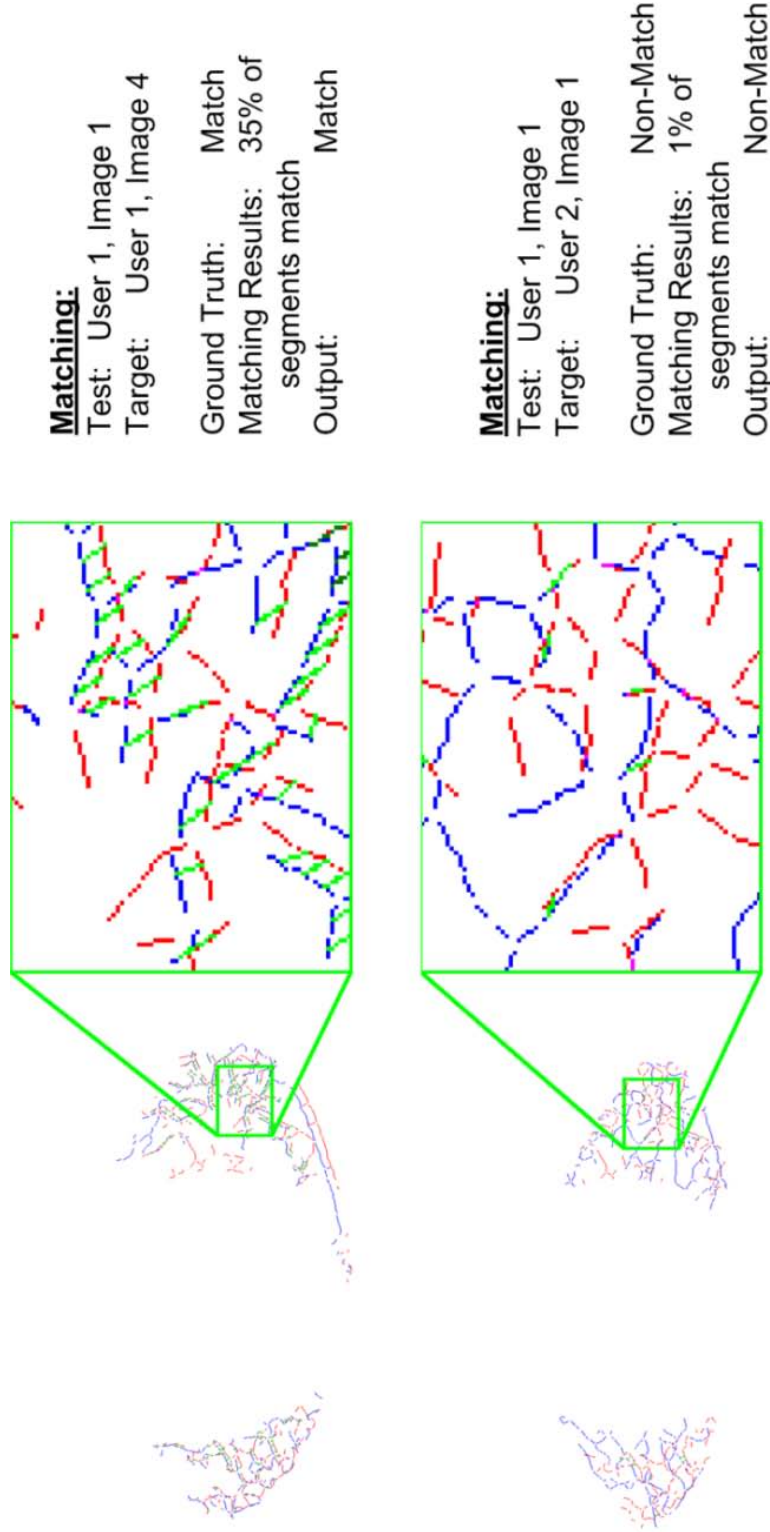 Matching:
Test: User 1, Image 1
Target: User 1, Image 4
Ground Truth: Match
Matching Results: 35% of
segments match
Output: Match
Matching:
Test: User 1, Image 1
Target: User 2, Image 1
Ground Truth: Non-Match
Matching Results: 1% of
segments match
Output: Non-Match